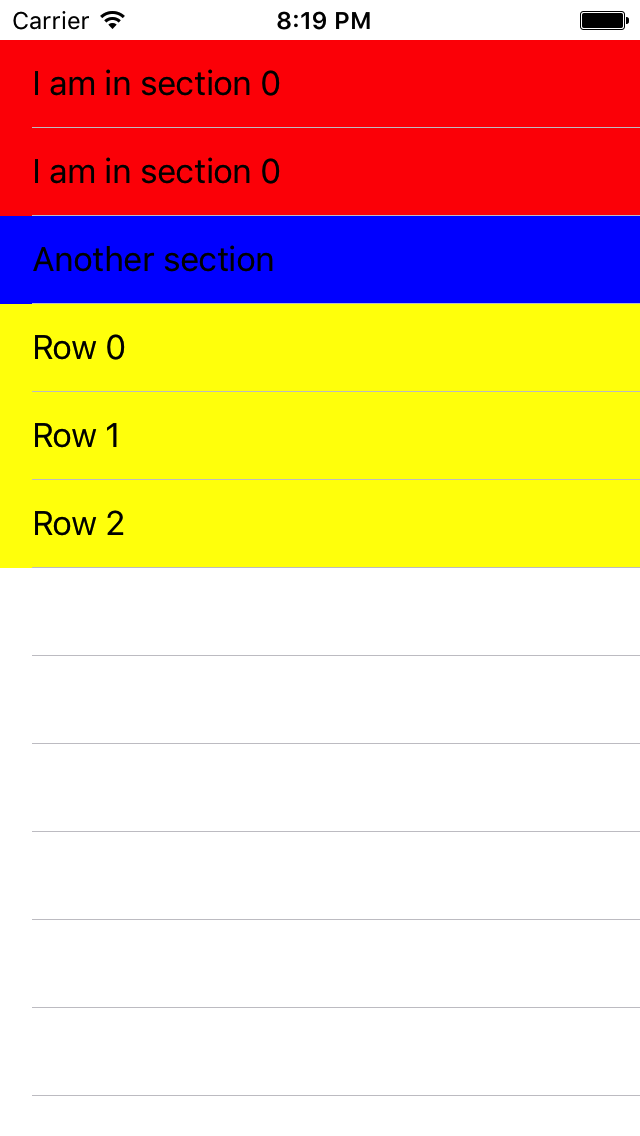 Carrier 8:19 PM
I am in section 0
I am in section 0
Another section
Row 0
Row 1
Row 2